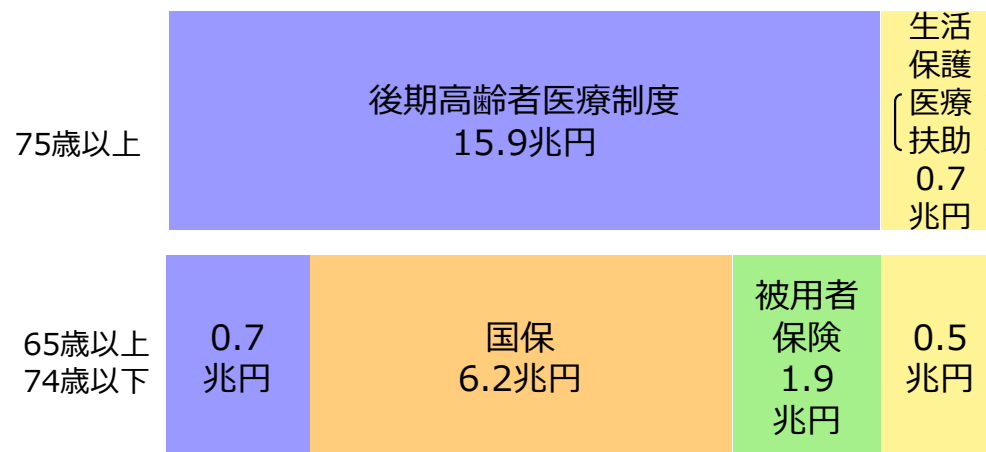 75歳以上
後期高齢者医療制度
15.9兆円
生活
保護
医療
扶助
0.7
兆円
65歳以上
74歳以下
0.7
兆円
国保
6.2兆円
被用者
保険
1.9
兆円
0.5
兆円